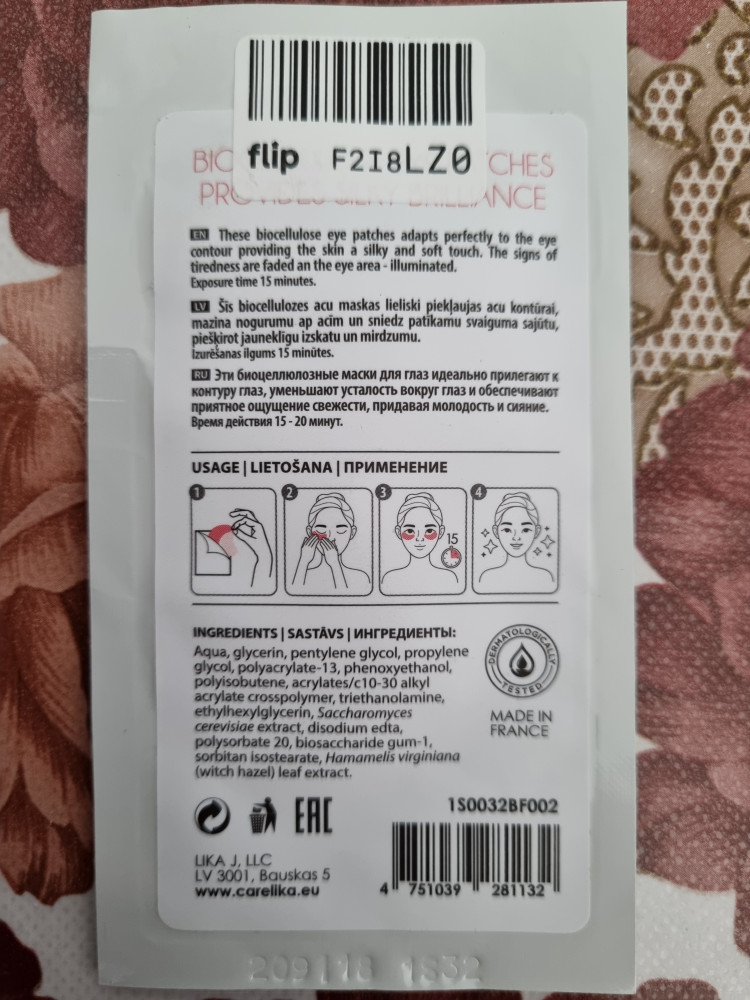 flip F2I8LZ0
BIO TCHES
PROVIDES SILKY BRILLIANCE
EN These biocellulose eye patches adapts perfectly to the eye
contour providing the skin a silky and soft touch. The signs of
tiredness are faded an the eye area - illuminated.
Exposure time 15 minutes.
LV Šīs biocellulozes acu maskas lieliski piekļaujas acu kontūrai,
mazina nogurumu ap acīm un sniedz patīkamu svaiguma sajūtu,
piešķirot jauneklīgu izskatu un mirdzumu.
Izurēšanas ilgums 15 minūtes.
RU Эти биоцеллюлозные маски для глаз идеально прилегают к
контуру глаз, уменьшают усталость вокруг глаз и обеспечивают
приятное ощущение свежести, придавая молодость и сияние.
Время действия 15 - 20 минут.
USAGE | LIETOŠANA | ПРИМЕНЕНИЕ
1 2 3 4
15
INGREDIENTS | SASTĀVS | ИНГРЕДИЕНТЫ:
Aqua, glycerin, pentylene glycol, propylene
glycol, polyacrylate-13, phenoxyethanol,
polyisobutene, acrylates/c10-30 alkyl
acrylate crosspolymer, triethanolamine,
ethylhexylglycerin, Saccharomyces
cerevisiae extract, disodium edta,
polysorbate 20, biosaccharide gum-1,
sorbitan isostearate, Hamamelis virginiana
(witch hazel) leaf extract.
DERMATOLOGICALLY
TESTED
MADE IN
FRANCE
EAC
1S0032BF002
LIKA J, LLC
LV 3001, Bauskas 5
www.carelika.eu
4 751039 281132
209118 1S32